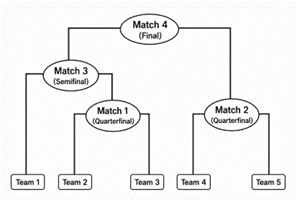 Match 4
(Final)
Match 3
(Semifinal)
Match 1
(Quarterfinal)
Match 2
(Quarterfinal)
Team 1
Team 2
Team 3
Team 4
Team 5